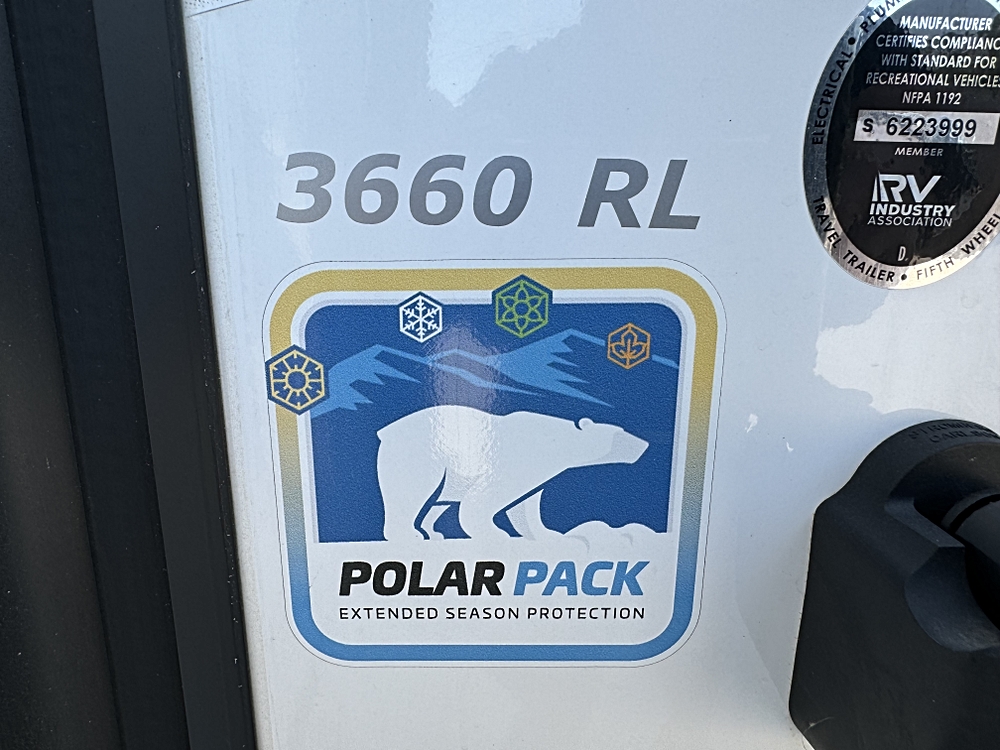 3660 RL
POLAR PACK
EXTENDED SEASON PROTECTION
ELECTRICAL •
MANUFACTURER
CERTIFIES COMPLIANC
WITH STANDARD FOR
RECREATIONAL VEHICLES
NFPA 1192
S 6223999
MEMBER
RV
INDUSTRY
ASSOCIATION
D.
TRAVEL TRAILER • FIFTH WHEEL